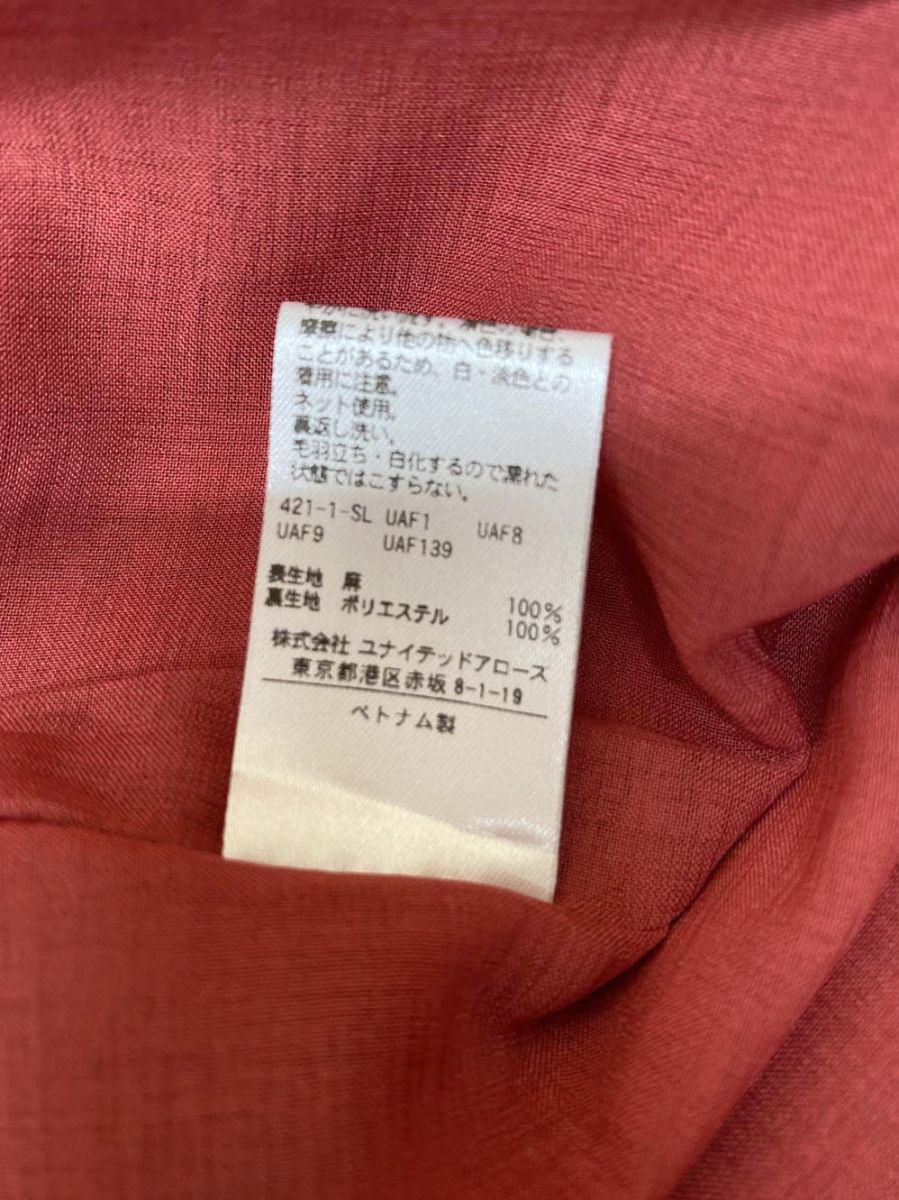 摩擦により他の物へ色移りする
ことがあるため、白・淡色との
着用に注意。
ネット使用。
裏返し洗い。
毛羽立ち・白化するので濡れた
状態ではこすらない。
421-1-SL UAF1 UAF8
UAF9 UAF139
表生地 麻 100%
裏生地 ポリエステル 100%
株式会社 ユナイテッドアローズ
東京都港区赤坂 8-1-19
ベトナム製